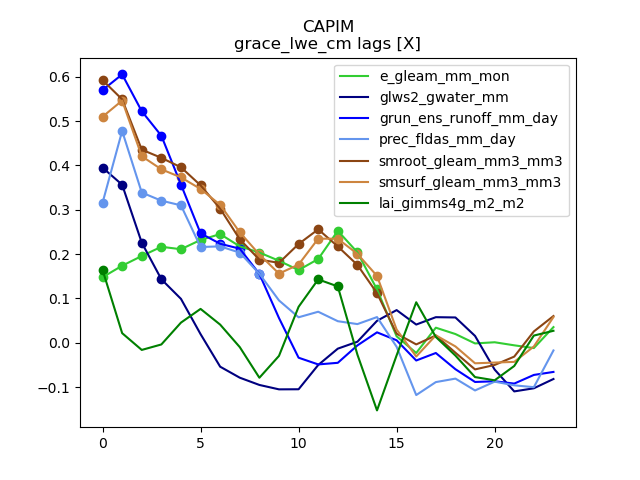 CAPIM
grace_lwe_cm lags [X]
e_gleam_mm_mon
glws2_gwater_mm
grun_ens_runoff_mm_day
prec_fldas_mm_day
smroot_gleam_mm3_mm3
smsurf_gleam_mm3_mm3
lai_gimms4g_m2_m2
0.6
0.5
0.4
0.3
0.2
0.1
0.0
−0.1
0 5 10 15 20